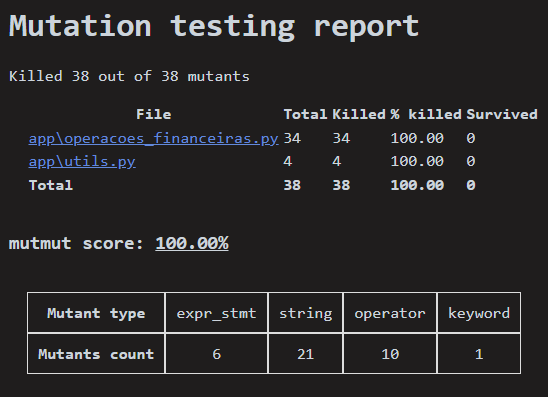 Mutation testing report
Killed 38 out of 38 mutants
File Total Killed % killed Survived
app\operacoes_financeiras.py 34 34 100.00 0
app\utils.py 4 4 100.00 0
Total 38 38 100.00 0
mutmut score: 100.00%
Mutant type expr_stmt string operator keyword
Mutants count 6 21 10 1